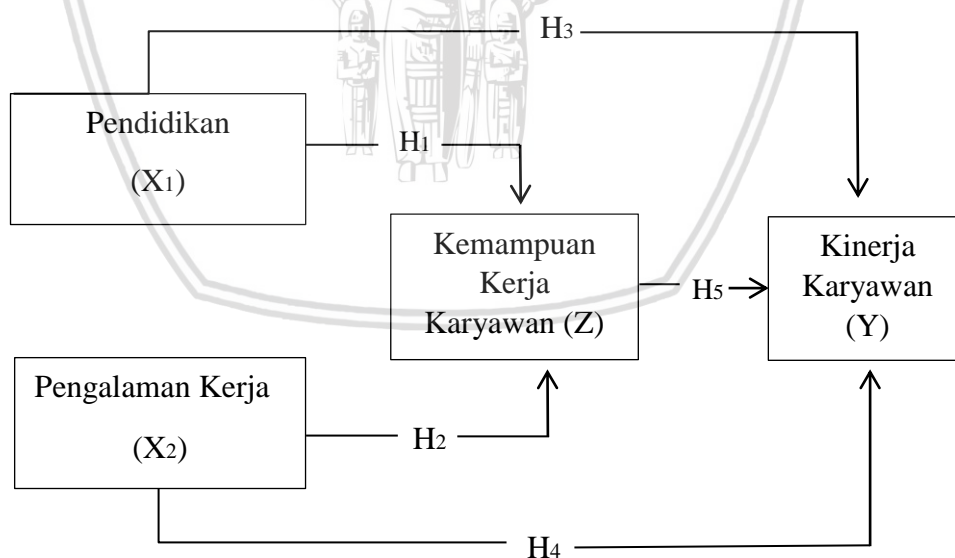 H3
Pendidikan
(X1)
H1
Kemampuan
Kerja
Karyawan (Z)
H5
Kinerja
Karyawan
(Y)
Pengalaman Kerja
(X2)
H2
H4